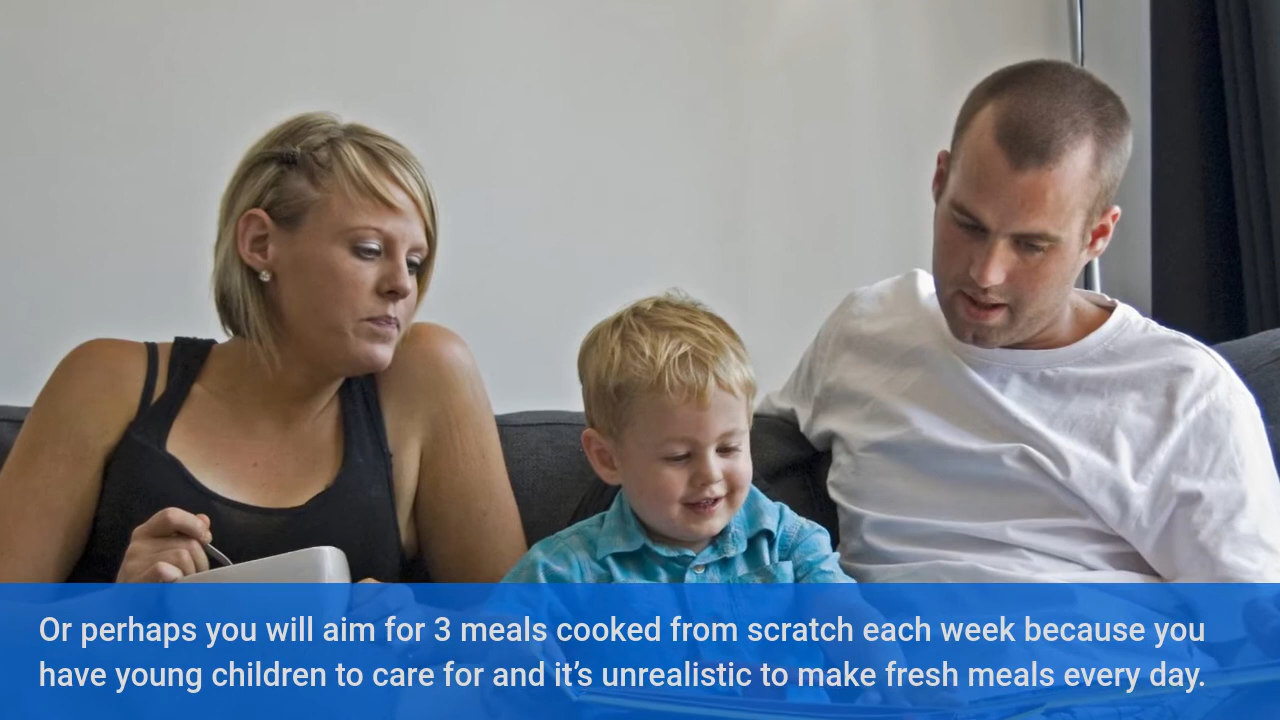 Or perhaps you will aim for 3 meals cooked from scratch each week because you
have young children to care for and it’s unrealistic to make fresh meals every day.